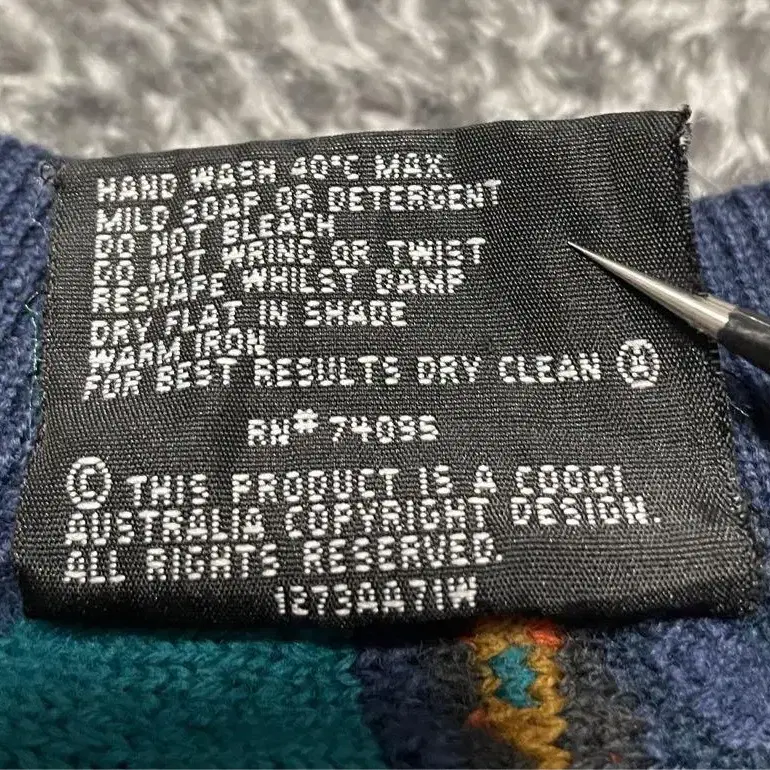 HAND WASH 40°C MAX.
MILD SOAP OR DETERGENT
DO NOT BLEACH
DO NOT WRING OR TWIST
RESHAPE WHILST DAMP
DRY FLAT IN SHADE
WARM IRON
FOR BEST RESULTS DRY CLEAN Ⓐ
RN# 74095
© THIS PRODUCT IS A COOGI
AUSTRALIA COPYRIGHT DESIGN.
ALL RIGHTS RESERVED.
1273AA71W